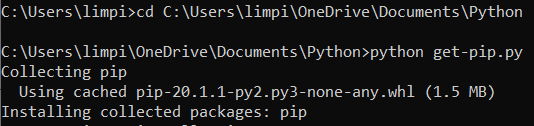 C:\Users\limpi>cd C:\Users\limpi\OneDrive\Documents\Python
C:\Users\limpi\OneDrive\Documents\Python>python get-pip.py
Collecting pip
Using cached pip-20.1.1-py2.py3-none-any.whl (1.5 MB)
Installing collected packages: pip